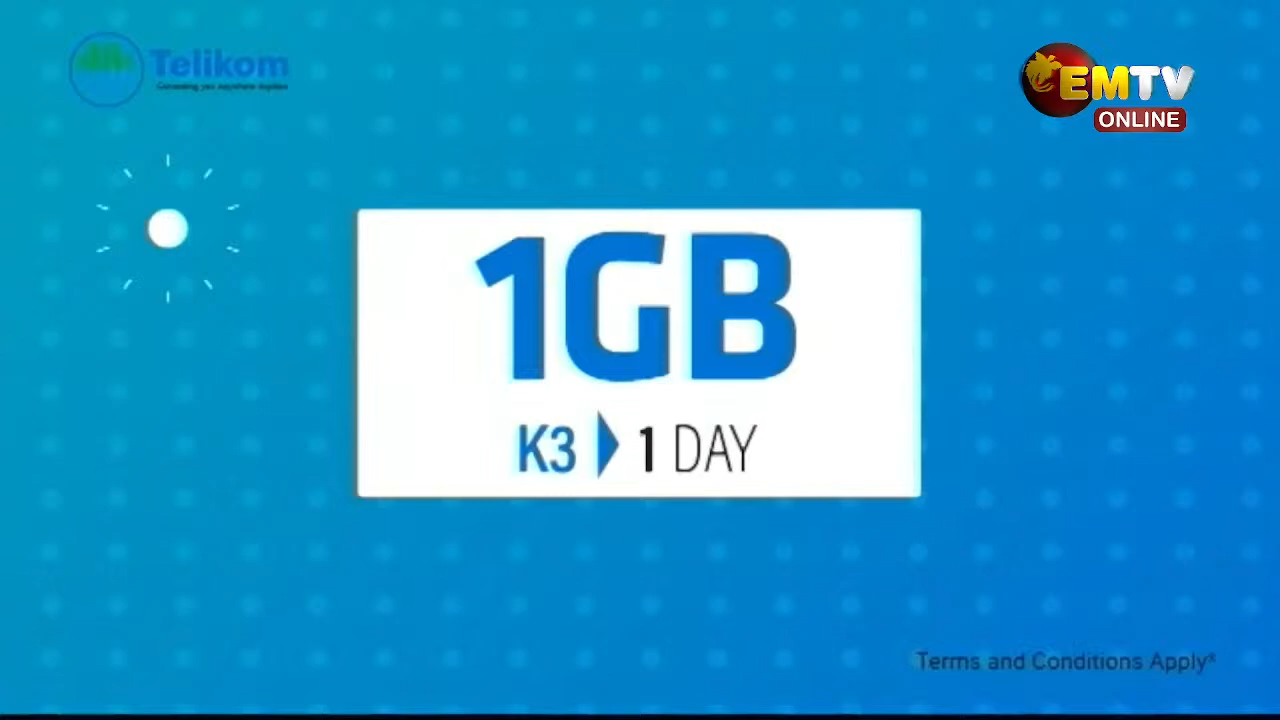 Telikom
EMTV
ONLINE
1GB
K3 1 DAY
Terms and Conditions Apply*